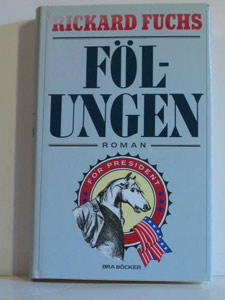 RICKARD FUCHS
FÖL-
UNGEN
ROMAN
FOR PRESIDENT
BRA BÖCKER